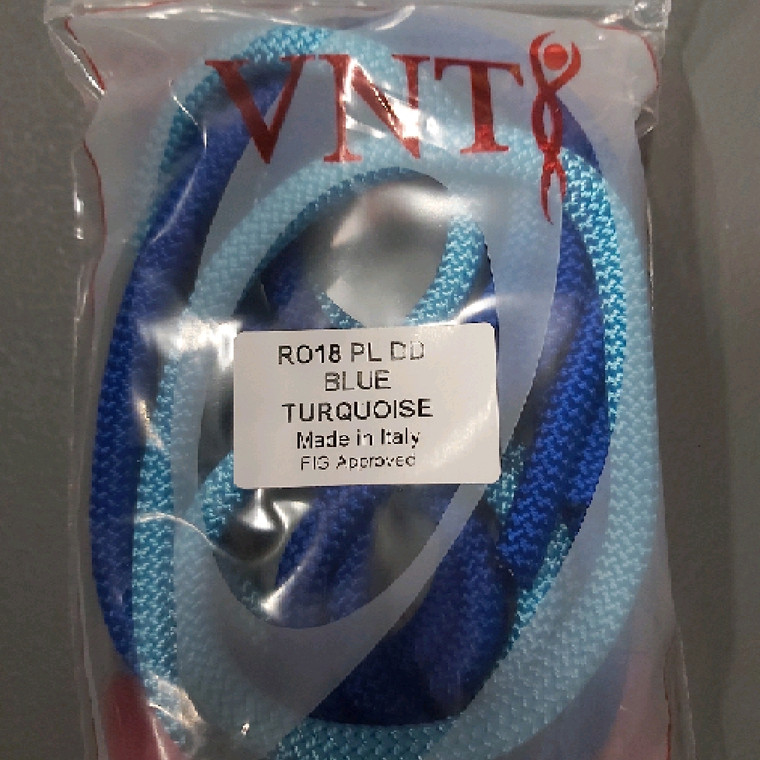 VNT
RO18 PL DD
BLUE
TURQUOISE
Made in Italy
FIG Approved